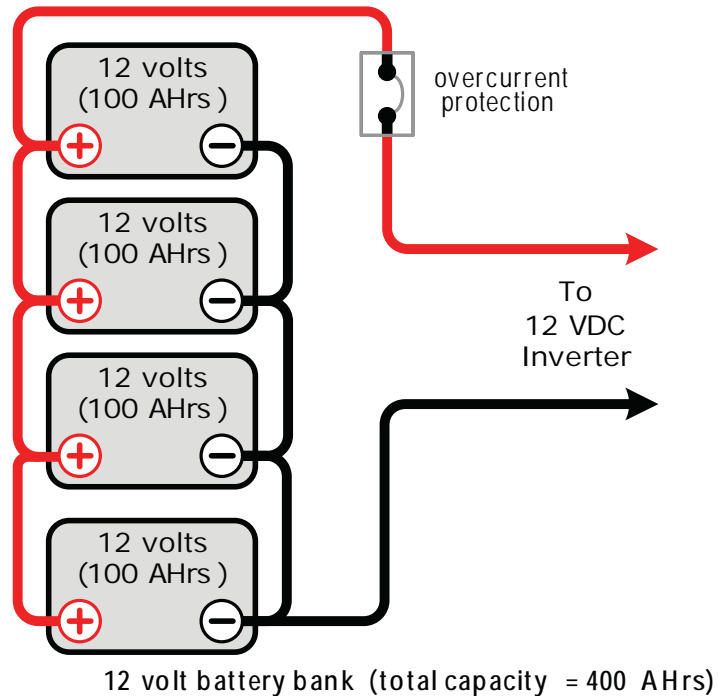 12 volts
(100 AHrs)
+ −
12 volts
(100 AHrs)
+ −
12 volts
(100 AHrs)
+ −
12 volts
(100 AHrs)
+ −
overcurrent
protection
To
12 VDC
Inverter
12 volt battery bank (total capacity = 400 AHrs)